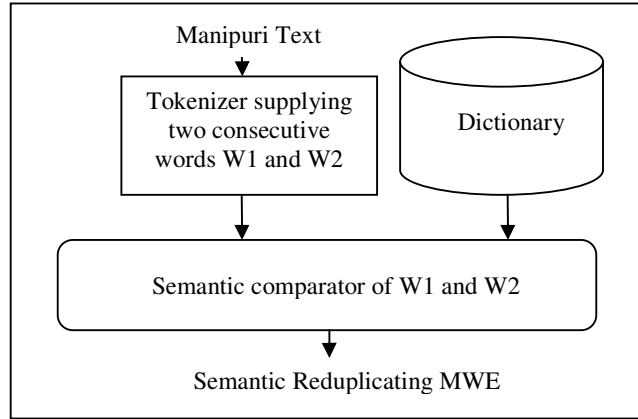 Manipuri Text
Tokenizer supplying
two consecutive
words W1 and W2
Dictionary
Semantic comparator of W1 and W2
Semantic Reduplicating MWE